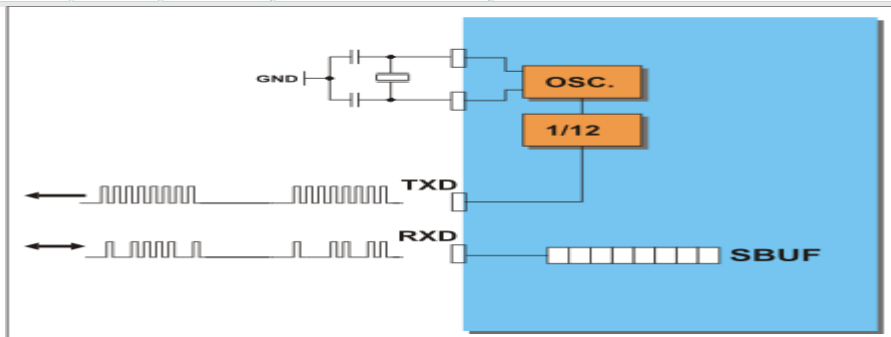 GND
OSC.
1/12
TXD
RXD
SBUF